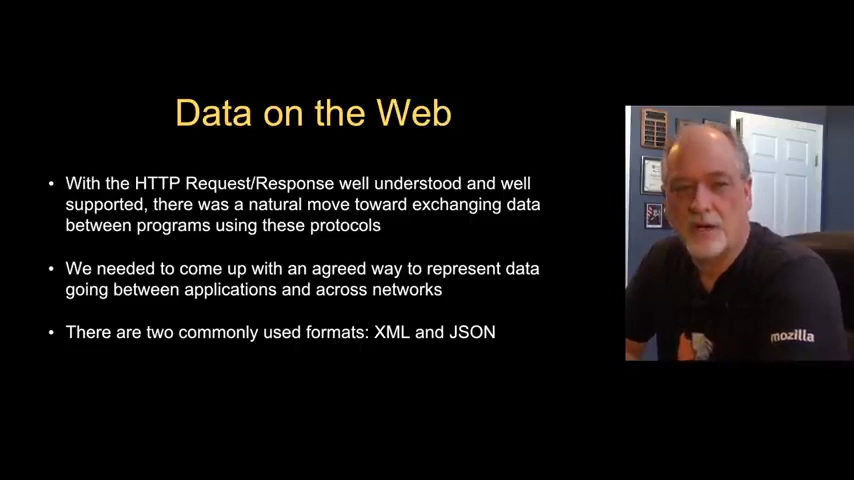 Data on the Web
• With the HTTP Request/Response well understood and well
supported, there was a natural move toward exchanging data
between programs using these protocols
• We needed to come up with an agreed way to represent data
going between applications and across networks
• There are two commonly used formats: XML and JSON
mozilla